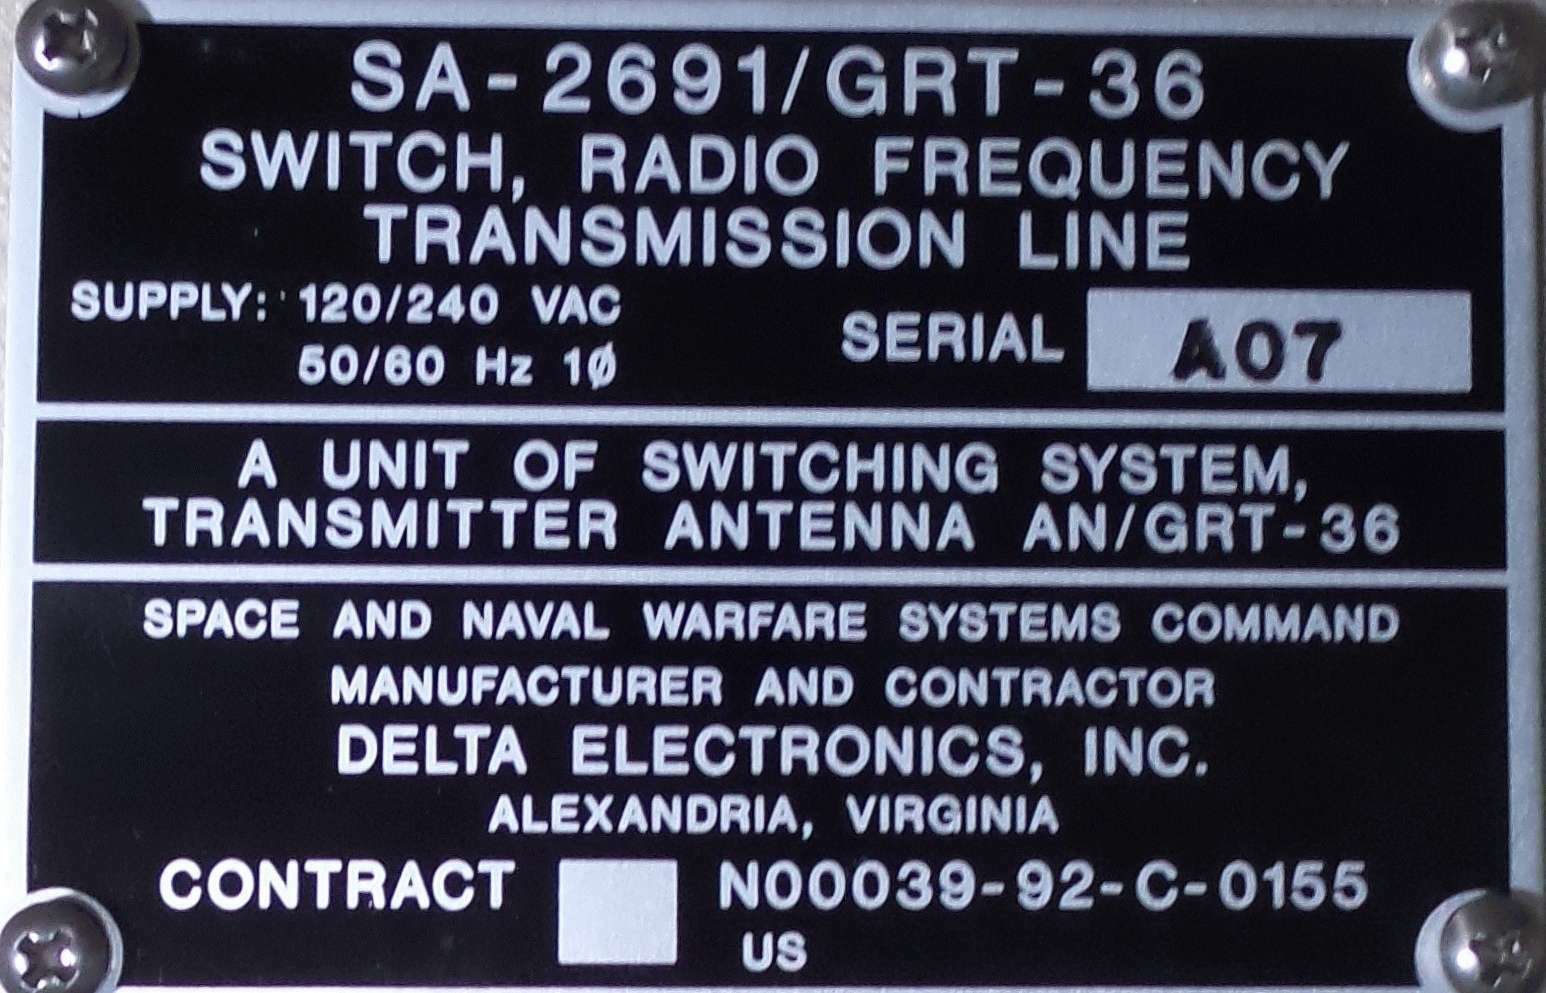 SA-2691/GRT-36
SWITCH, RADIO FREQUENCY
TRANSMISSION LINE
SUPPLY: 120/240 VAC
50/60 Hz 1Ø
SERIAL A07
A UNIT OF SWITCHING SYSTEM,
TRANSMITTER ANTENNA AN/GRT-36
SPACE AND NAVAL WARFARE SYSTEMS COMMAND
MANUFACTURER AND CONTRACTOR
DELTA ELECTRONICS, INC.
ALEXANDRIA, VIRGINIA
CONTRACT N00039-92-C-0155
US